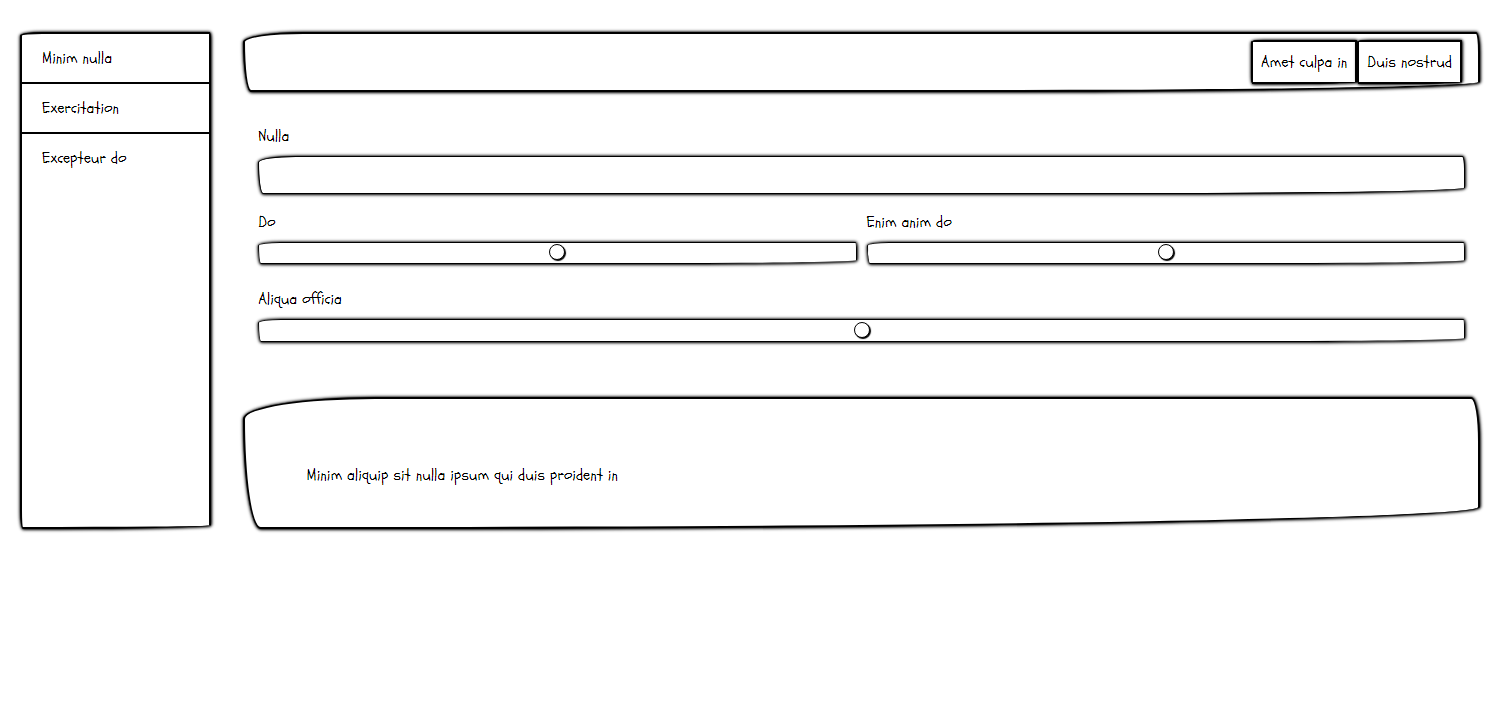 Minim nulla
Exercitation
Excepteur do
Amet culpa in
Duis nostrud
Nulla
Do
Enim anim do
Aliqua officia
Minim aliquip sit nulla ipsum qui duis proident in